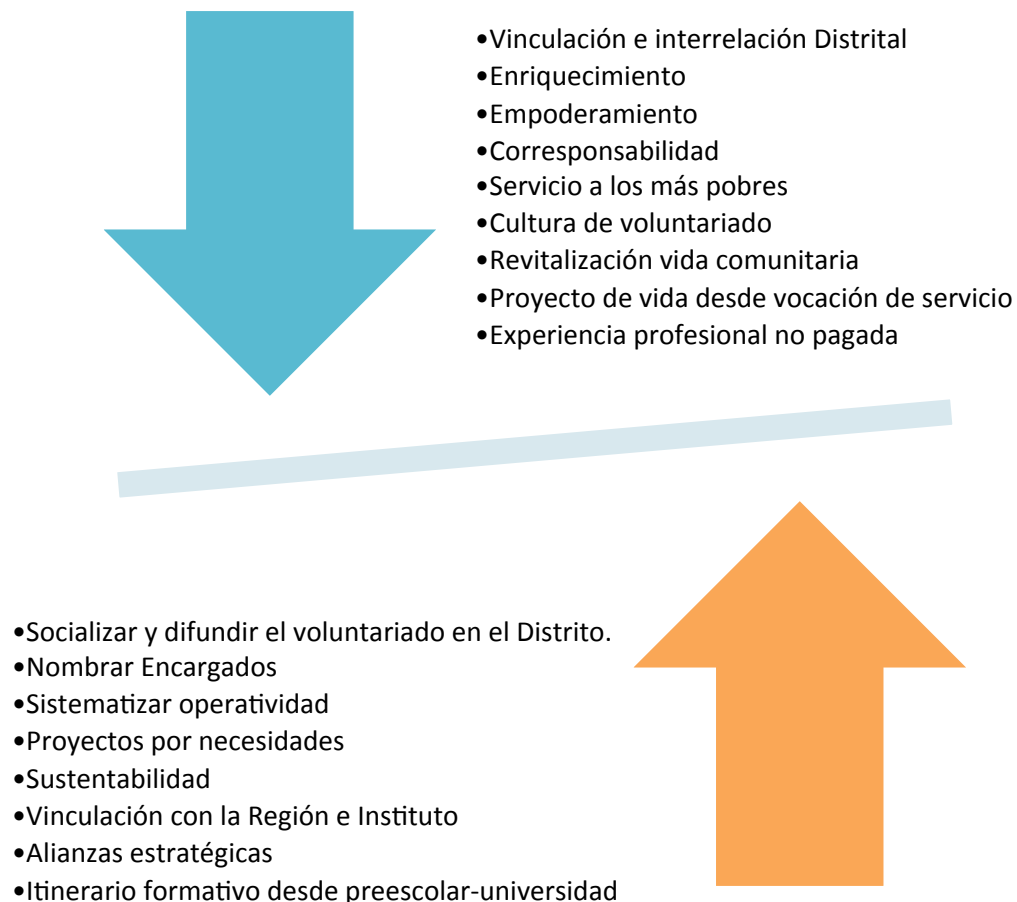 •Vinculación e interrelación Distrital
•Enriquecimiento
•Empoderamiento
•Corresponsabilidad
•Servicio a los más pobres
•Cultura de voluntariado
•Revitalización vida comunitaria
•Proyecto de vida desde vocación de servicio
•Experiencia profesional no pagada
•Socializar y difundir el voluntariado en el Distrito.
•Nombrar Encargados
•Sistematizar operatividad
•Proyectos por necesidades
•Sustentabilidad
•Vinculación con la Región e Instituto
•Alianzas estratégicas
•Itinerario formativo desde preescolar-universidad